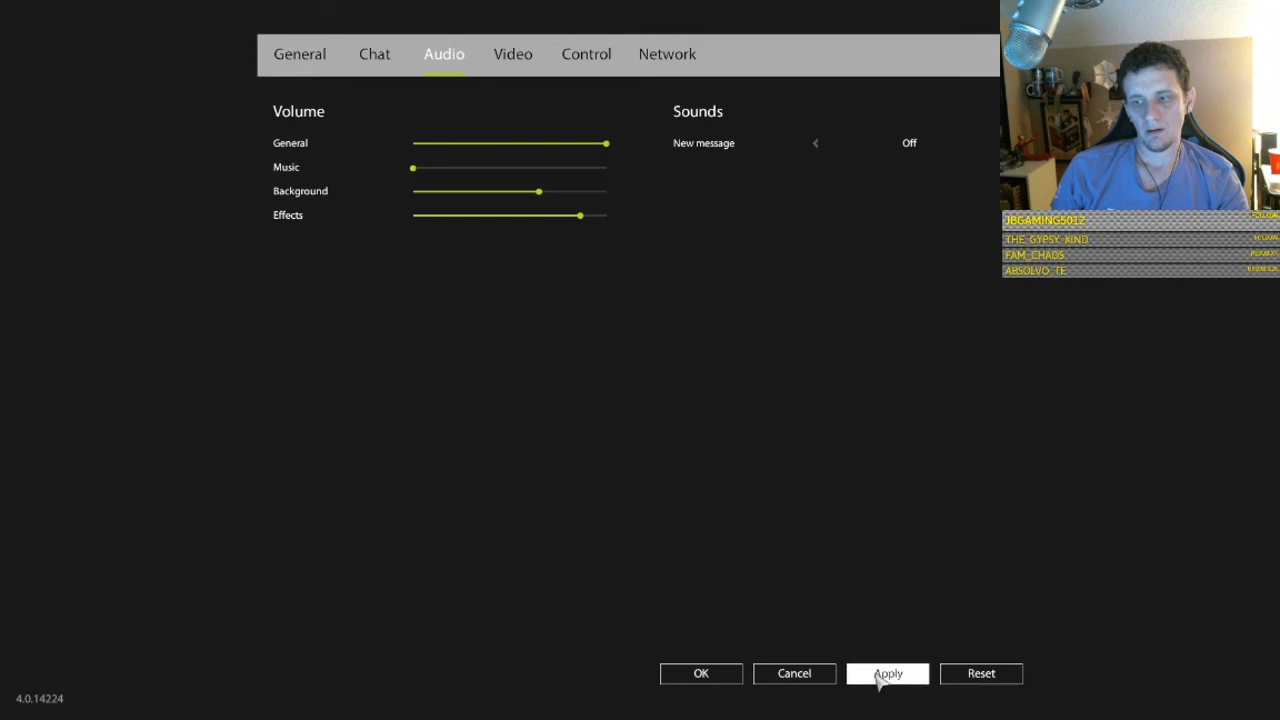 General Chat Audio Video Control Network
Volume
General
Music
Background
Effects
Sounds
New message Off
JBGAMING5012
THE_GYPSY_KIND
FAM_CHAOS
ABSOLVO_TE
OK Cancel Apply Reset
4.0.14224